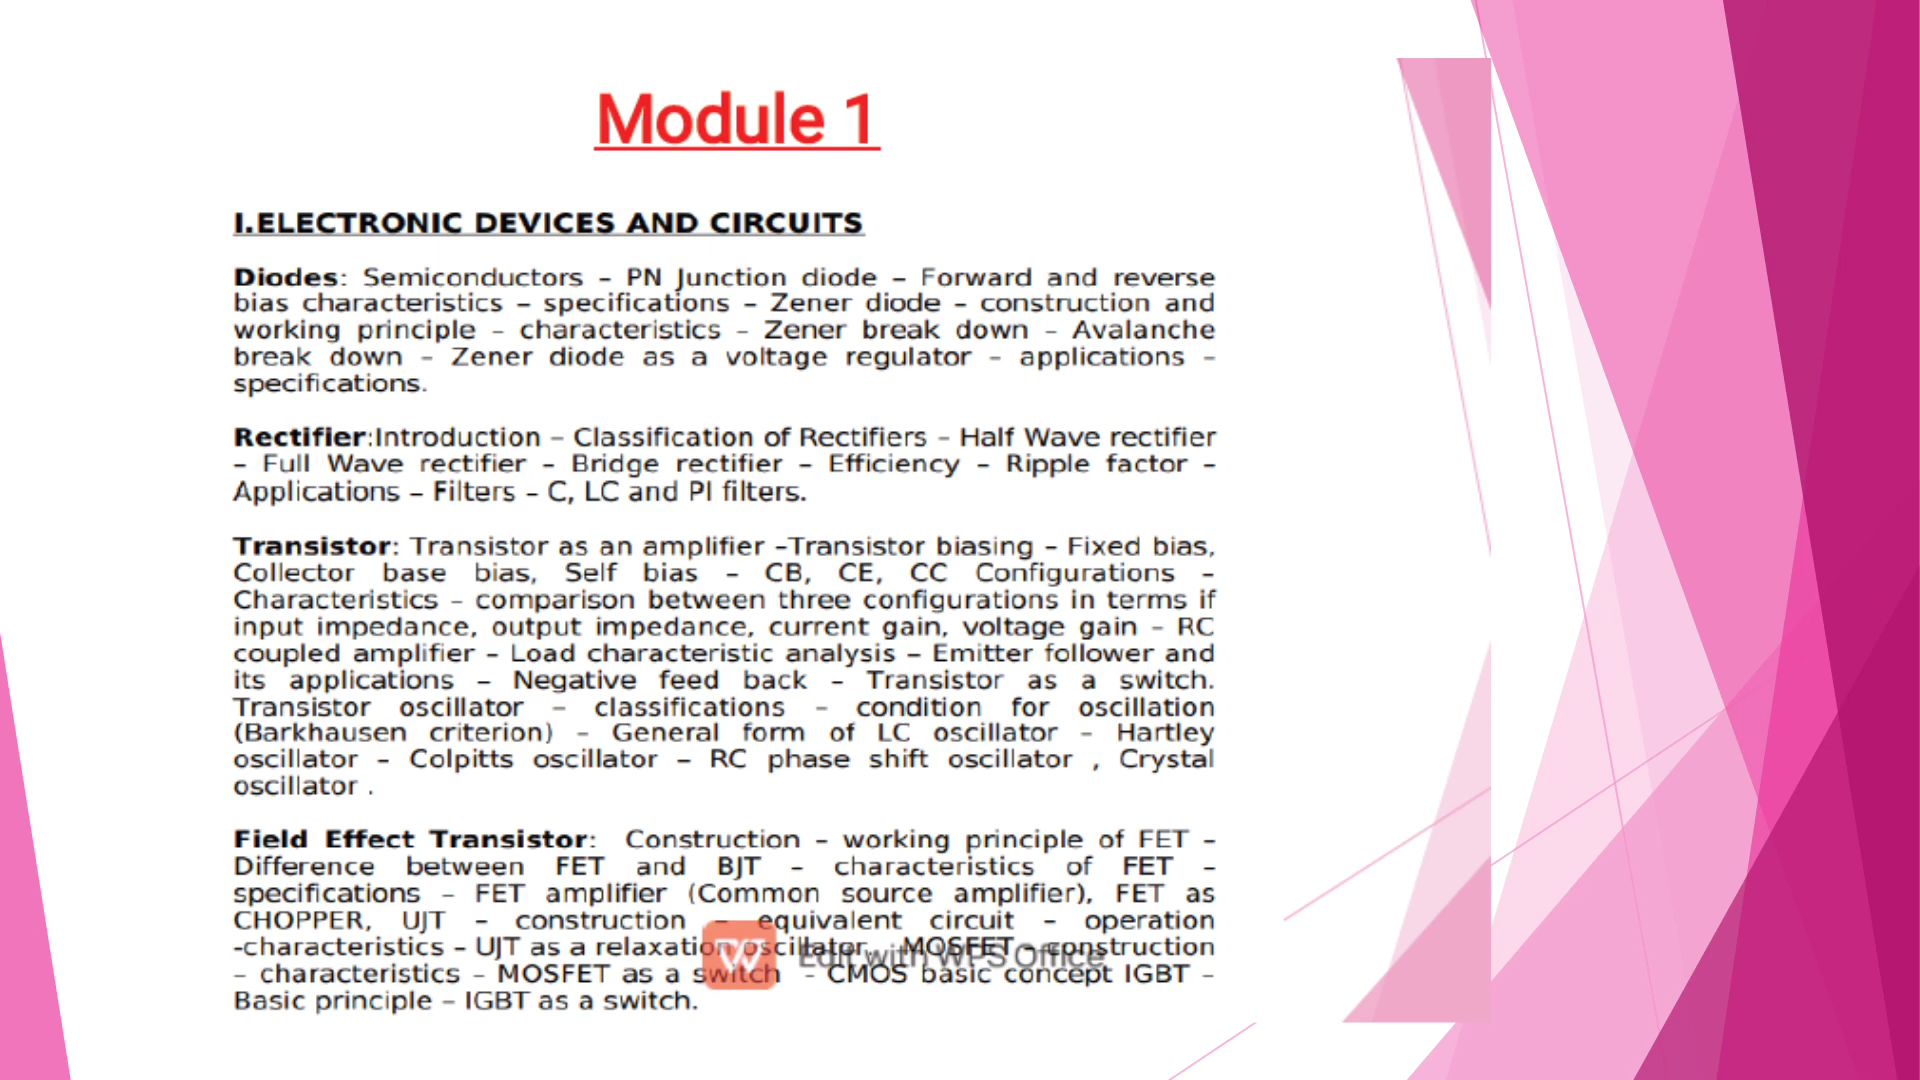 Module 1
I.ELECTRONIC DEVICES AND CIRCUITS
Diodes: Semiconductors – PN Junction diode – Forward and reverse
bias characteristics – specifications – Zener diode – construction and
working principle – characteristics – Zener break down – Avalanche
break down – Zener diode as a voltage regulator – applications –
specifications.
Rectifier:Introduction – Classification of Rectifiers – Half Wave rectifier
– Full Wave rectifier – Bridge rectifier – Efficiency – Ripple factor –
Applications – Filters – C, LC and PI filters.
Transistor: Transistor as an amplifier –Transistor biasing – Fixed bias,
Collector base bias, Self bias – CB, CE, CC Configurations –
Characteristics – comparison between three configurations in terms if
input impedance, output impedance, current gain, voltage gain – RC
coupled amplifier – Load characteristic analysis – Emitter follower and
its applications – Negative feed back – Transistor as a switch.
Transistor oscillator – classifications – condition for oscillation
(Barkhausen criterion) – General form of LC oscillator – Hartley
oscillator – Colpitts oscillator – RC phase shift oscillator , Crystal
oscillator .
Field Effect Transistor: Construction – working principle of FET –
Difference between FET and BJT – characteristics of FET –
specifications – FET amplifier (Common source amplifier), FET as
CHOPPER, UJT – construction – equivalent circuit – operation
-characteristics – UJT as a relaxation oscillator. MOSFET – construction
– characteristics – MOSFET as a switch – CMOS basic concept IGBT –
Basic principle – IGBT as a switch.
Edit with WPS Office